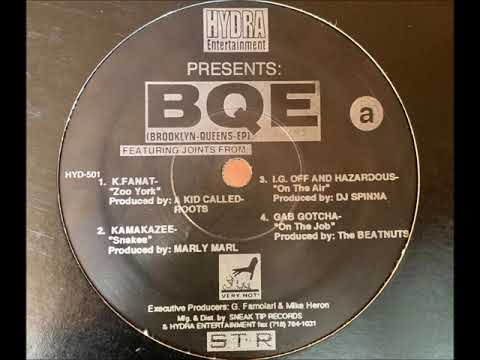 HYDRA
Entertainment
PRESENTS:
BQE
(BROOKLYN-QUEENS-EP)
a
FEATURING JOINTS FROM:
HYD-501
1. K.FANAT-
"Zoo York"
Produced by: A KID CALLED-
ROOTS
2. KAMAKAZEE-
"Snakes"
Produced by: MARLY MARL
3. I.G. OFF AND HAZARDOUS-
"On The Air"
Produced by: DJ SPINNA
4. GAB GOTCHA-
"On The Job"
Produced by: The BEATNUTS
VERY HOT!
Executive Producers: G. Famolari & Mike Heron
Mfg. & Dist. by SNEAK TIP RECORDS
& HYDRA ENTERTAINMENT fax (718) 784-1631
STR